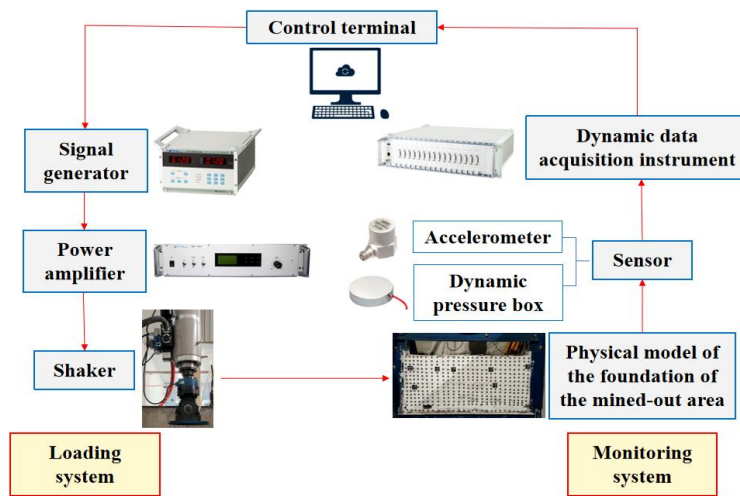 Control terminal
Signal
generator
Dynamic data
acquisition instrument
Power
amplifier
Accelerometer
Dynamic
pressure box
Sensor
Shaker
Physical model of
the foundation of
the mined-out area
Loading
system
Monitoring
system